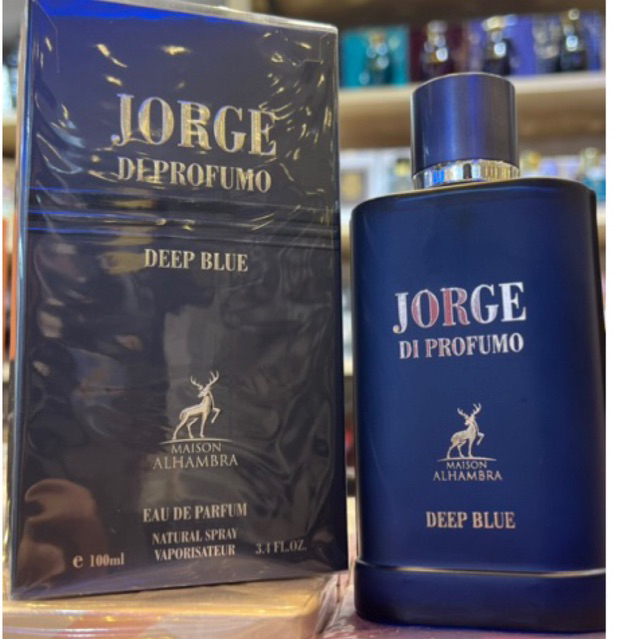 JORGE
DI PROFUMO
DEEP BLUE
MAISON
ALHAMBRA
EAU DE PARFUM
NATURAL SPRAY
VAPORISATEUR
3.4 FL.OZ.
e 100ml
JORGE
DI PROFUMO
MAISON
ALHAMBRA
DEEP BLUE